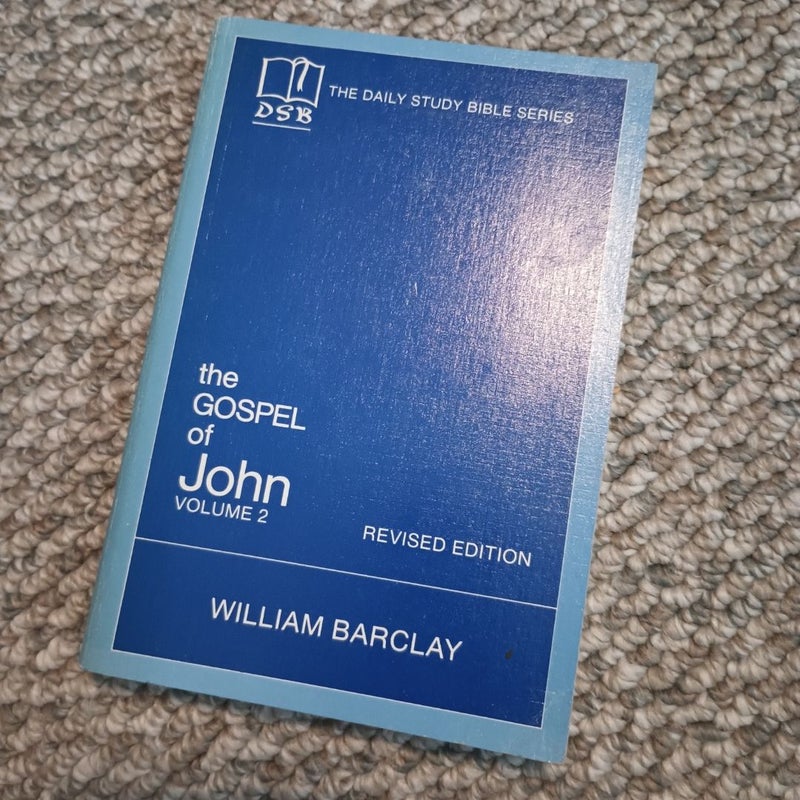 DSB
THE DAILY STUDY BIBLE SERIES
the
GOSPEL
of
John
VOLUME 2
REVISED EDITION
WILLIAM BARCLAY